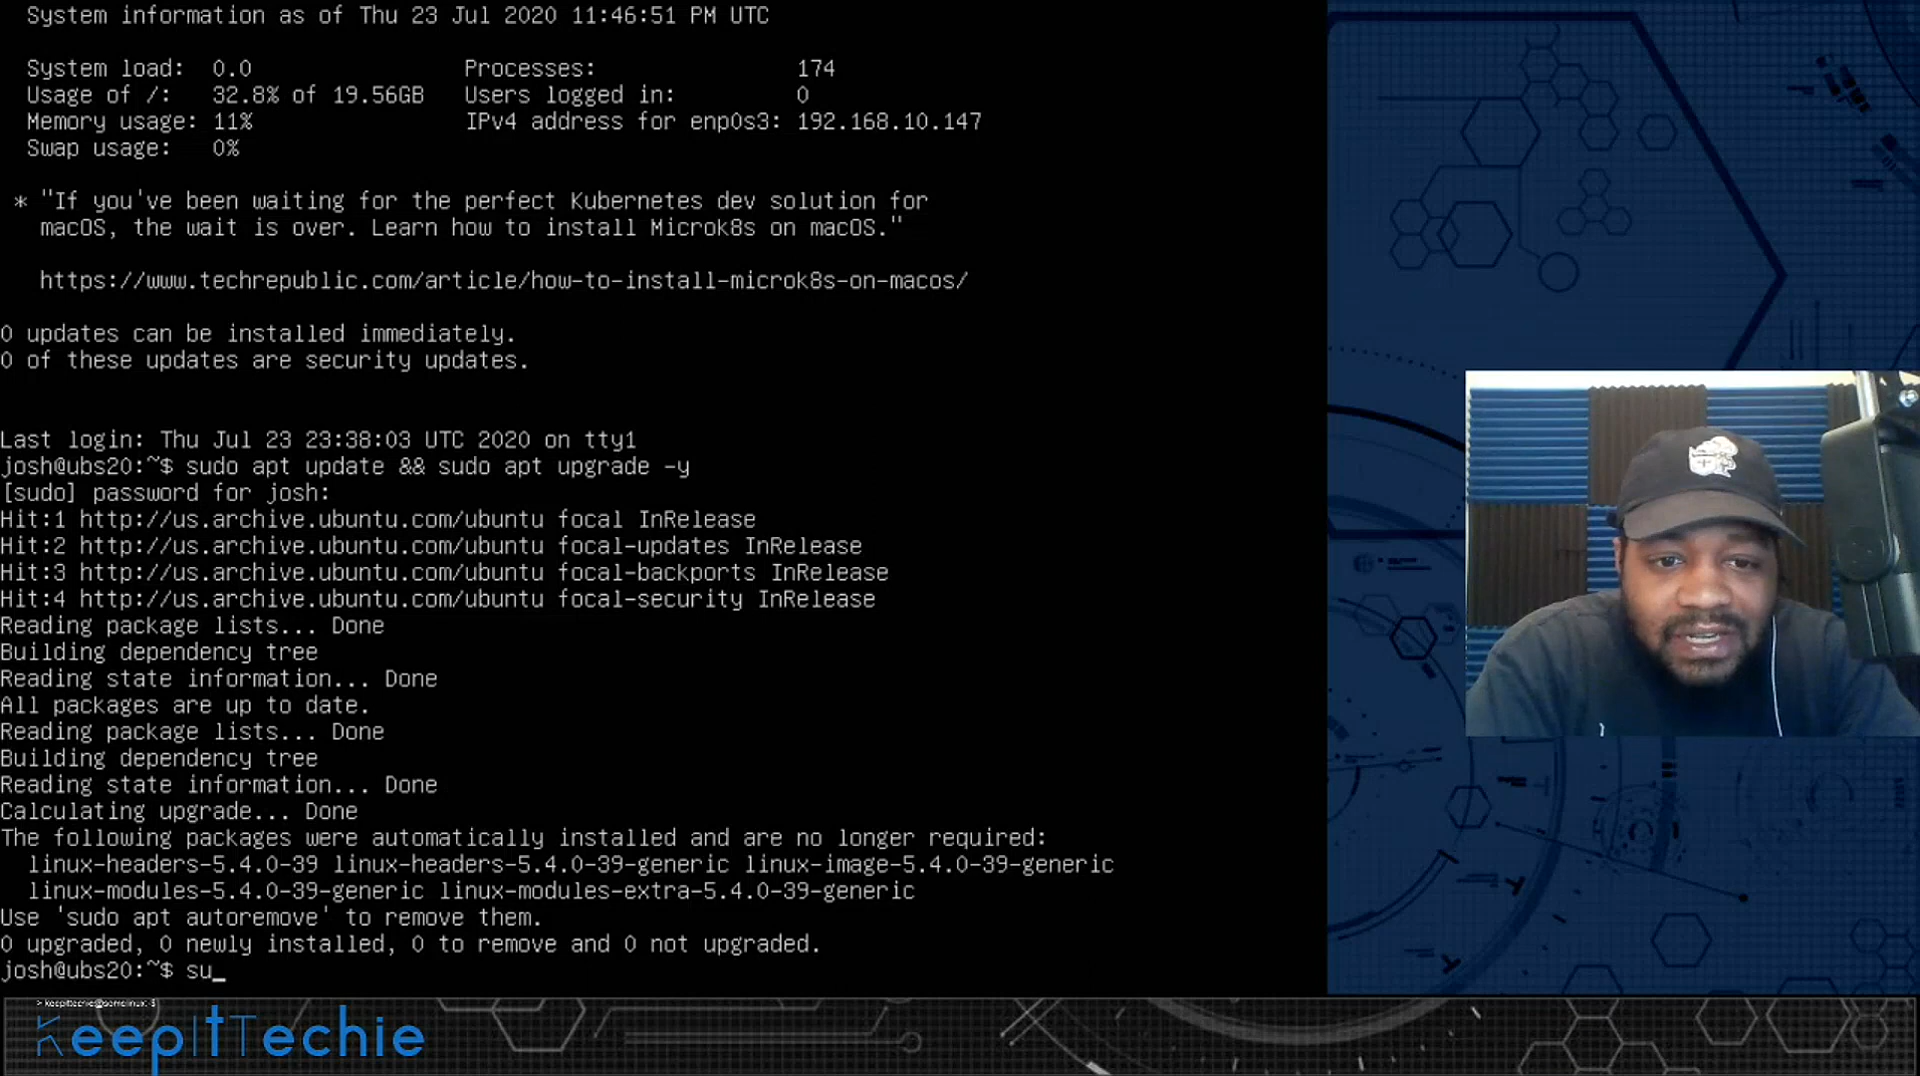 System information as of Thu 23 Jul 2020 11:46:51 PM UTC
System load: 0.0 Processes: 174
Usage of /: 32.8% of 19.56GB Users logged in: 0
Memory usage: 11% IPv4 address for enp0s3: 192.168.10.147
Swap usage: 0%
* "If you've been waiting for the perfect Kubernetes dev solution for
macOS, the wait is over. Learn how to install Microk8s on macOS."
https://www.techrepublic.com/article/how-to-install-microk8s-on-macos/
0 updates can be installed immediately.
0 of these updates are security updates.
Last login: Thu Jul 23 23:38:03 UTC 2020 on tty1
josh@ubs20:~$ sudo apt update && sudo apt upgrade -y
[sudo] password for josh:
Hit:1 http://us.archive.ubuntu.com/ubuntu focal InRelease
Hit:2 http://us.archive.ubuntu.com/ubuntu focal-updates InRelease
Hit:3 http://us.archive.ubuntu.com/ubuntu focal-backports InRelease
Hit:4 http://us.archive.ubuntu.com/ubuntu focal-security InRelease
Reading package lists... Done
Building dependency tree
Reading state information... Done
All packages are up to date.
Reading package lists... Done
Building dependency tree
Reading state information... Done
Calculating upgrade... Done
The following packages were automatically installed and are no longer required:
linux-headers-5.4.0-39 linux-headers-5.4.0-39-generic linux-image-5.4.0-39-generic
linux-modules-5.4.0-39-generic linux-modules-extra-5.4.0-39-generic
Use 'sudo apt autoremove' to remove them.
0 upgraded, 0 newly installed, 0 to remove and 0 not upgraded.
josh@ubs20:~$ su_
> keepittechie@somelinux:~$
KeepItTechie